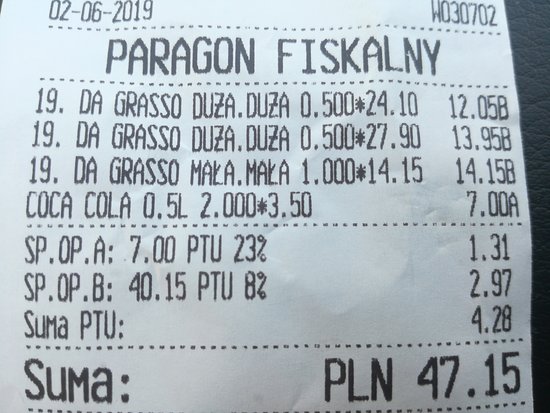 02-06-2019 W030702
PARAGON FISKALNY
19. DA GRASSO DUŻA.DUŻA 0.500*24.10 12.05B
19. DA GRASSO DUŻA.DUŻA 0.500*27.90 13.95B
19. DA GRASSO MAŁA.MAŁA 1.000*14.15 14.15B
COCA COLA 0.5L 2.000*3.50 7.00A
SP.OP.A: 7.00 PTU 23% 1.31
SP.OP.B: 40.15 PTU 8% 2.97
Suma PTU: 4.28
Suma: PLN 47.15